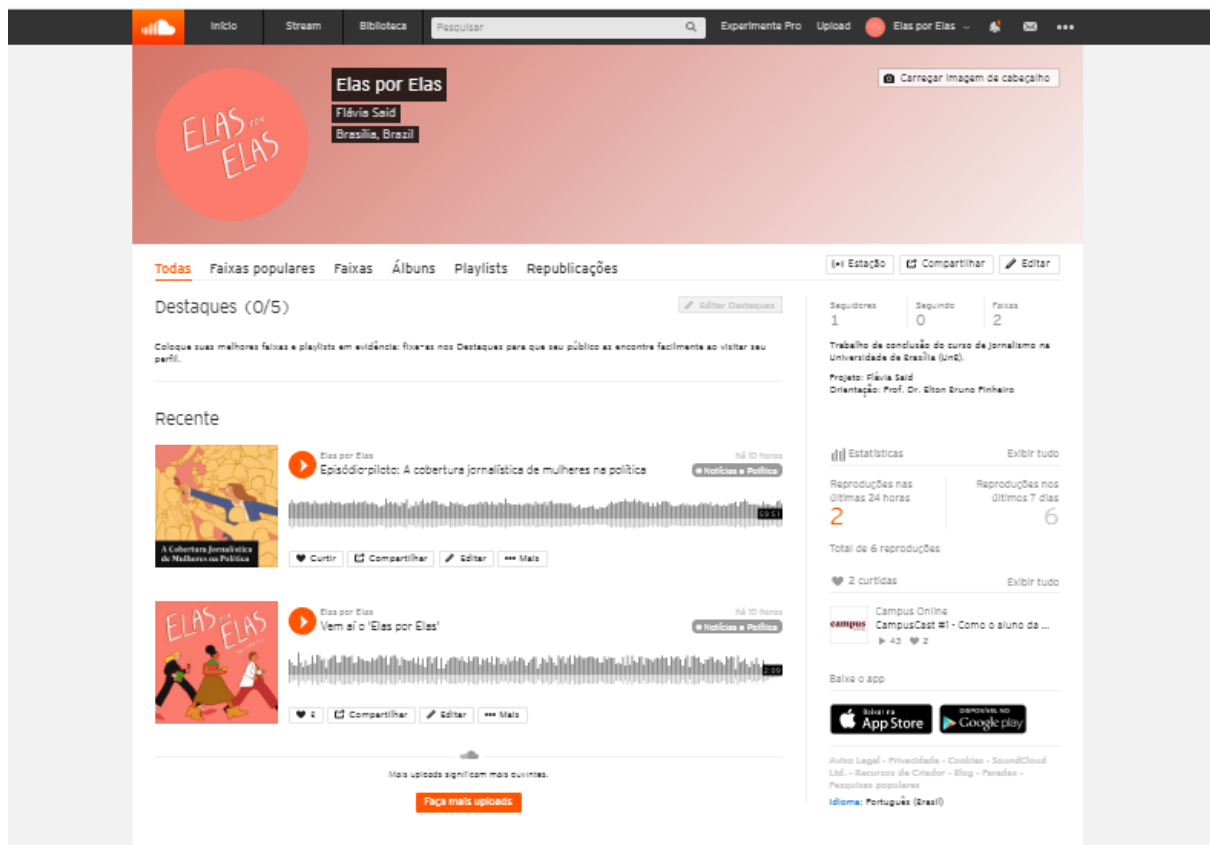 Início
Stream
Biblioteca
Pesquisar
Experimente Pro
Upload
Elas por Elas
ELAS POR
ELAS
Elas por Elas
Flávia Said
Brasília, Brazil
Carregar imagem de cabeçalho
Todas
Faixas populares
Faixas
Álbuns
Playlists
Republicações
Estação
Compartilhar
Editar
Destaques (0/5)
Editar Destaques
Coloque suas melhores faixas e playlists em evidência: fixe-as nos Destaques para que seu público as encontre facilmente ao visitar seu
perfil.
Recente
A Cobertura Jornalística
de Mulheres na Política
Elas por Elas
Episódio-piloto: A cobertura jornalística de mulheres na política
há 10 horas
# Notícias e Política
Curtir
Compartilhar
Editar
Mais
ELAS POR
ELAS
Elas por Elas
Vem aí o 'Elas por Elas'
há 10 horas
# Notícias e Política
2:09
2
Compartilhar
Editar
Mais
Mais uploads significam mais ouvintes.
Faça mais uploads
Seguidores
1
Seguindo
0
Faixas
2
Trabalho de conclusão do curso de Jornalismo na
Universidade de Brasília (UnB).
Projeto: Flávia Said
Orientação: Prof. Dr. Elton Bruno Pinheiro
Estatísticas
Exibir tudo
Reproduções nas
últimas 24 horas
2
Reproduções nos
últimos 7 dias
6
Total de 6 reproduções
2 curtidas
Exibir tudo
campus
Campus Online
CampusCast #1 - Como o aluno da ...
43
2
Baixe o app
Baixar na
App Store
DISPONÍVEL NO
Google play
Aviso Legal - Privacidade - Cookies - SoundCloud
Ltd. - Recursos de Criador - Blog - Paradas -
Pesquisas populares
Idioma: Português (Brasil)